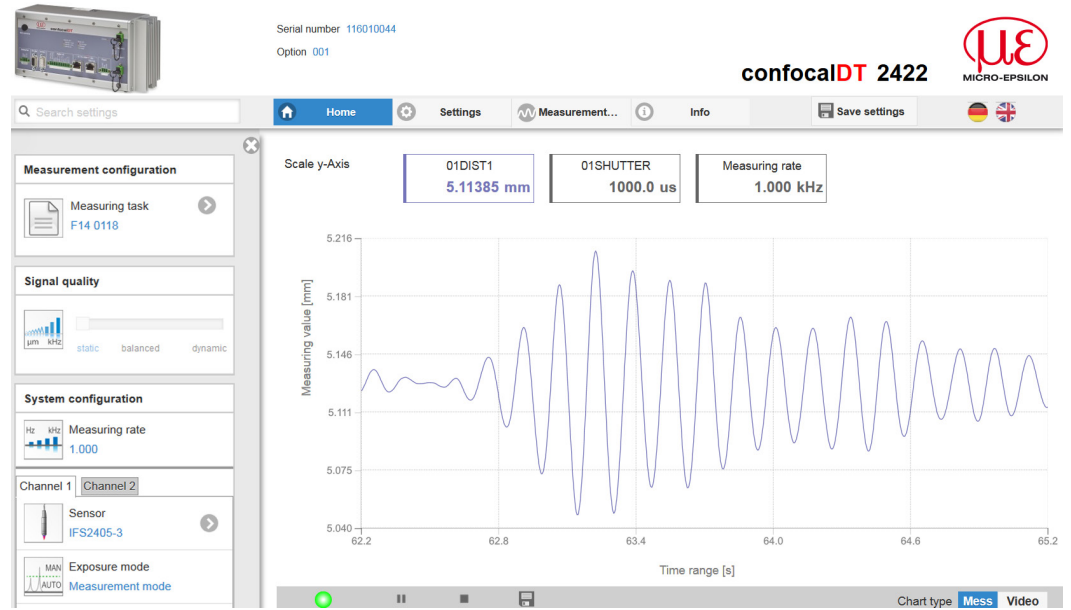 Serial number 116010044
Option 001
confocalDT 2422
με
MICRO-EPSILON
Search settings
Home
Settings
Measurement...
Info
Save settings
Measurement configuration
Measuring task
F14 0118
Signal quality
μm kHz
static balanced dynamic
System configuration
Hz kHz
Measuring rate
1.000
Channel 1 Channel 2
Sensor
IFS2405-3
MAN
AUTO
Exposure mode
Measurement mode
Scale y-Axis
01DIST1
5.11385 mm
01SHUTTER
1000.0 us
Measuring rate
1.000 kHz
Measuring value [mm]
5.216
5.181
5.146
5.111
5.075
5.040
62.2 62.8 63.4 64.0 64.6 65.2
Time range [s]
Chart type Mess Video